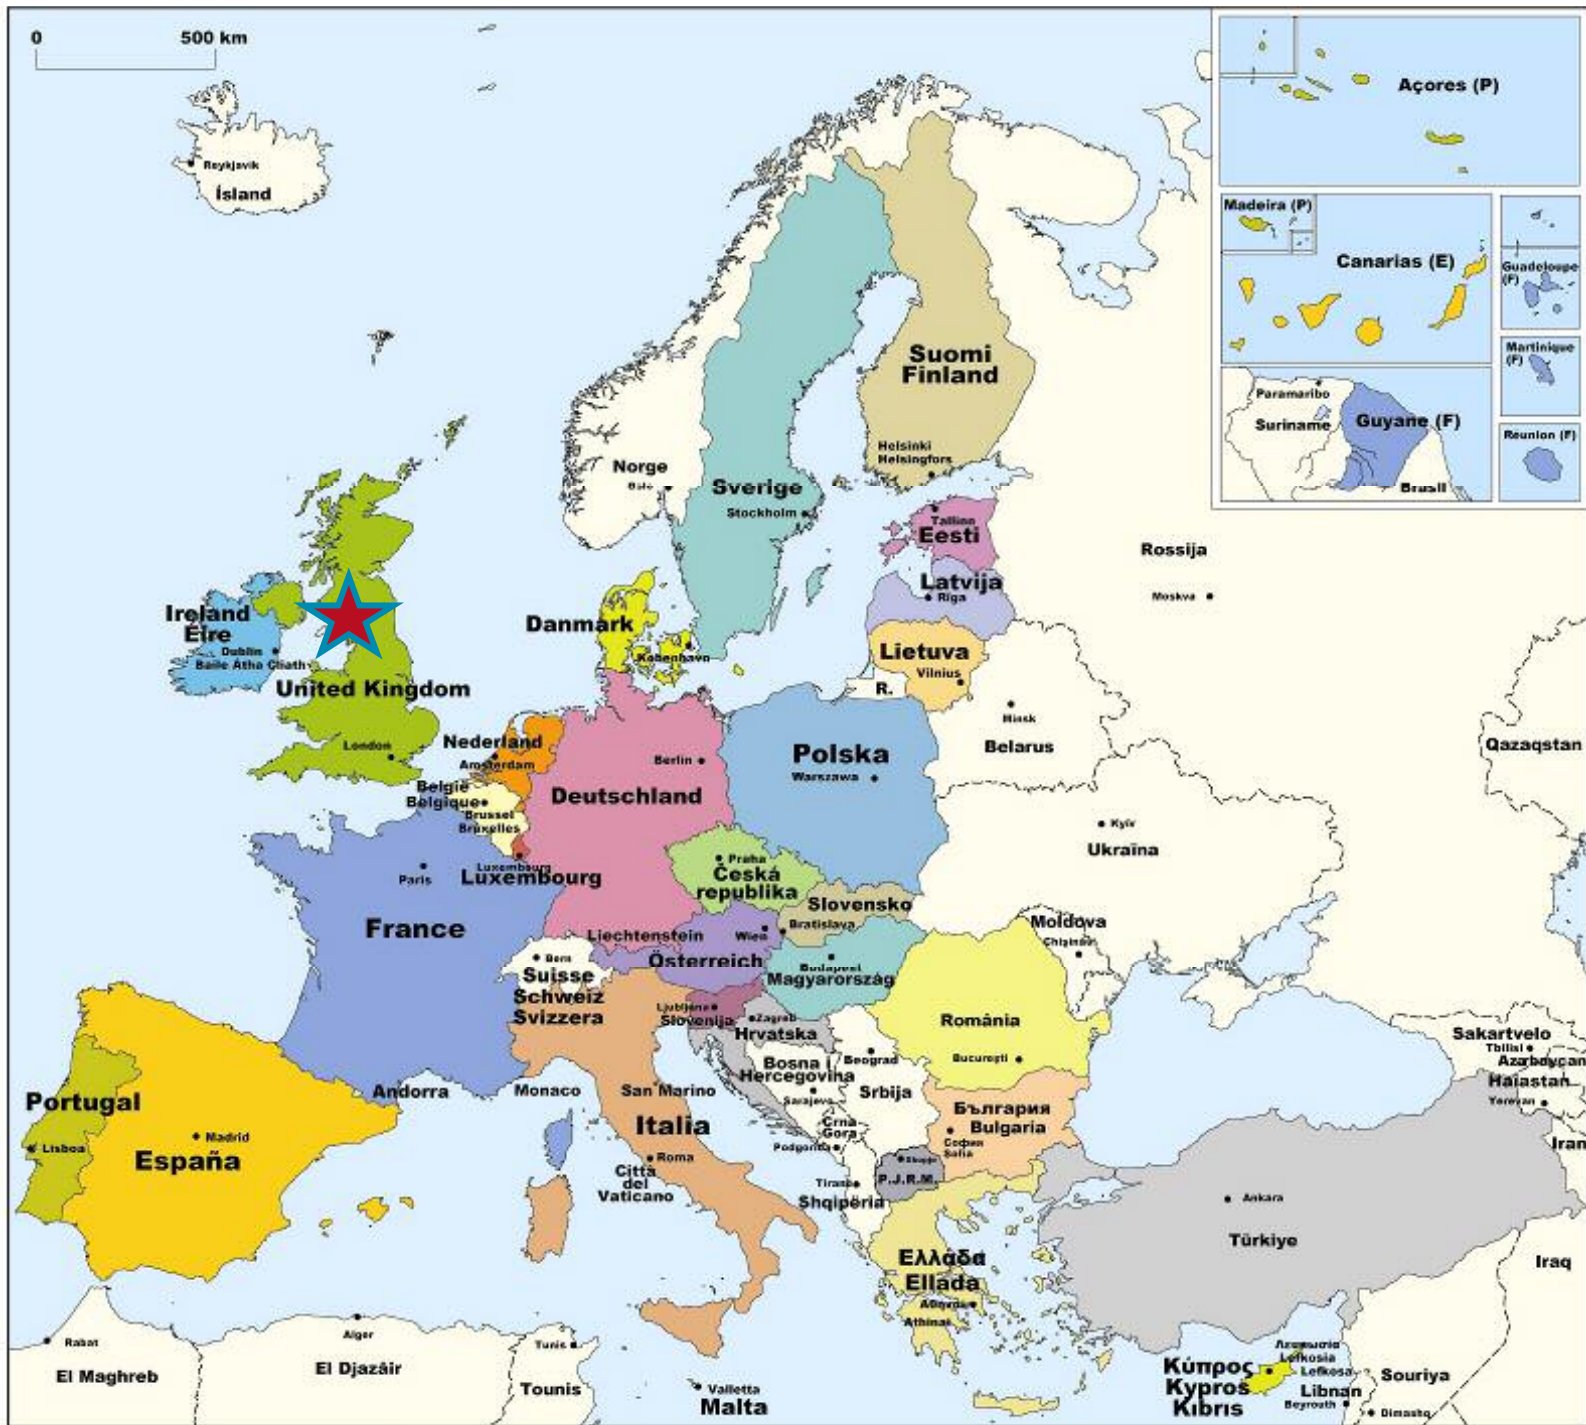 0 500 km
Açores (P)
Reykjavik
Ísland
Madeira (P)
Canarias (E)
Guadeloupe
(F)
Martinique
(F)
Paramaribo
Suriname
Guyane (F)
Brasil
Réunion (F)
Suomi
Finland
Helsinki
Helsingfors
Norge
Oslo
Sverige
Stockholm
Tallinn
Eesti
Latvija
Riga
Rossija
Moskva
Ireland
Éire
Dublin
Baile Átha Cliath
United Kingdom
London
Danmark
København
Lietuva
Vilnius
R.
Minsk
Belarus
Qazaqstan
Nederland
Amsterdam
België
Belgique
Brussel
Bruxelles
Berlin
Deutschland
Polska
Warszawa
Kyïv
Ukraïna
Luxembourg
Luxembourg
Paris
France
Praha
Česká
republika
Slovensko
Bratislava
Liechtenstein
Wien
Österreich
Budapest
Magyarország
Moldova
Chişinău
Bern
Suisse
Schweiz
Svizzera
Ljubljana
Slovenija
Zagreb
Hrvatska
România
Bucureşti
Bosna i
Hercegovina
Sarajevo
Beograd
Srbija
Crna
Gora
Podgorica
Sakartvelo
Tbilisi
Azərbaycan
Haïastan
Yerevan
Iran
Portugal
Lisboa
Madrid
España
Andorra
Monaco
San Marino
Italia
Roma
Città
del
Vaticano
България
Bulgaria
София
Sofia
Skopje
P.J.R.M.
Tirana
Shqipëria
Ελλάδα
Ellada
Αθήνα
Athinai
Ankara
Türkiye
Iraq
Rabat
El Maghreb
Alger
El Djazâir
Tunis
Tounis
Valletta
Malta
Κύπρος
Kypros
Kıbrıs
Λευκωσία
Lefkosia
Lefkosa
Souriya
Libnan
Beyrouth
Dimashq